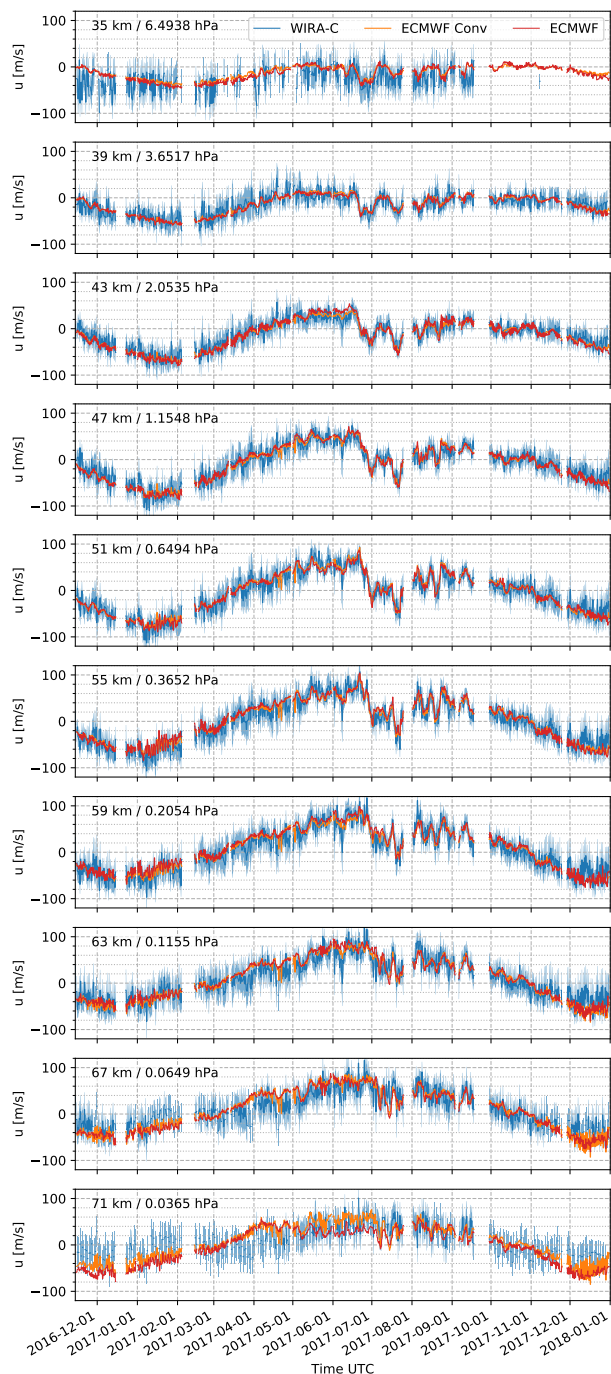 35 km / 6.4938 hPa
WIRA-C ECMWF Conv ECMWF
0
−100
u [m/s]
39 km / 3.6517 hPa
100
0
−100
u [m/s]
43 km / 2.0535 hPa
100
0
−100
u [m/s]
47 km / 1.1548 hPa
100
0
−100
u [m/s]
51 km / 0.6494 hPa
100
0
−100
u [m/s]
55 km / 0.3652 hPa
100
0
−100
u [m/s]
59 km / 0.2054 hPa
100
0
−100
u [m/s]
63 km / 0.1155 hPa
100
0
−100
u [m/s]
67 km / 0.0649 hPa
100
0
−100
u [m/s]
71 km / 0.0365 hPa
100
0
−100
u [m/s]
2016-12-01 2017-01-01 2017-02-01 2017-03-01 2017-04-01 2017-05-01 2017-06-01 2017-07-01 2017-08-01 2017-09-01 2017-10-01 2017-11-01 2017-12-01 2018-01-01
Time UTC